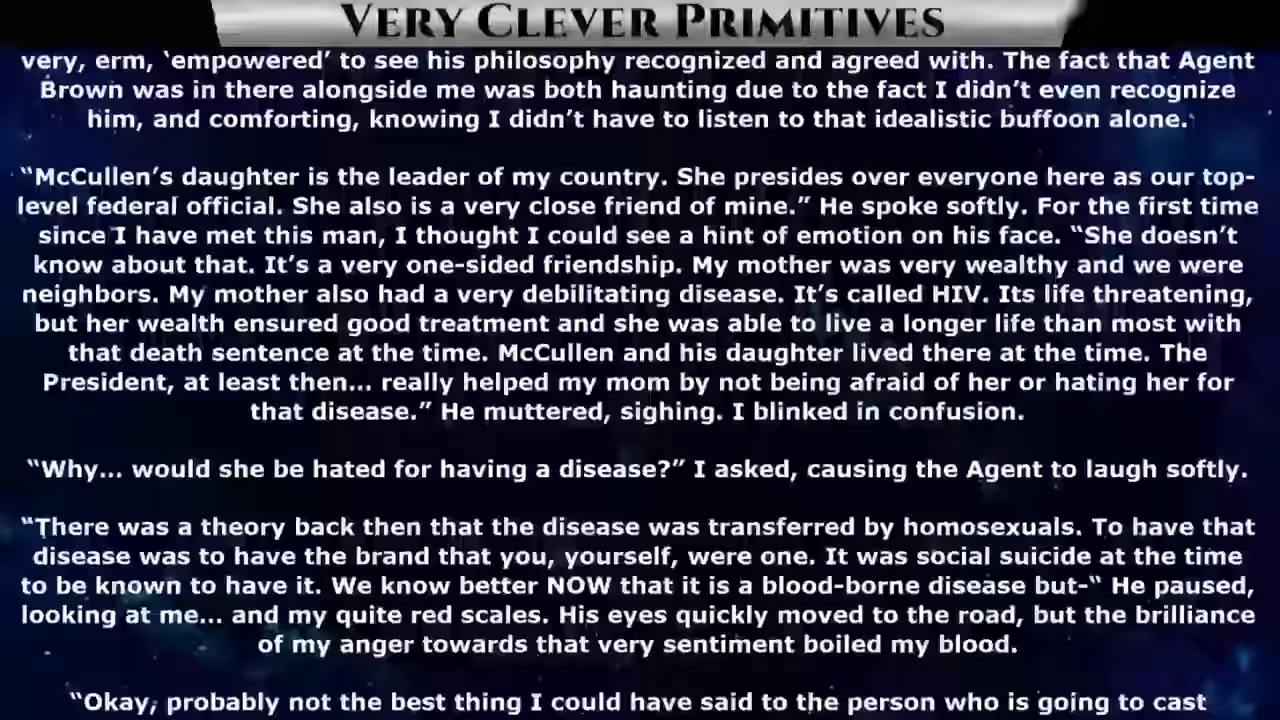 VERY CLEVER PRIMITIVES
very, erm, ‘empowered’ to see his philosophy recognized and agreed with. The fact that Agent
Brown was in there alongside me was both haunting due to the fact I didn’t even recognize
him, and comforting, knowing I didn’t have to listen to that idealistic buffoon alone.
“McCullen’s daughter is the leader of my country. She presides over everyone here as our top-
level federal official. She also is a very close friend of mine.” He spoke softly. For the first time
since I have met this man, I thought I could see a hint of emotion on his face. “She doesn’t
know about that. It’s a very one-sided friendship. My mother was very wealthy and we were
neighbors. My mother also had a very debilitating disease. It’s called HIV. Its life threatening,
but her wealth ensured good treatment and she was able to live a longer life than most with
that death sentence at the time. McCullen and his daughter lived there at the time. The
President, at least then... really helped my mom by not being afraid of her or hating her for
that disease.” He muttered, sighing. I blinked in confusion.
“Why... would she be hated for having a disease?” I asked, causing the Agent to laugh softly.
“There was a theory back then that the disease was transferred by homosexuals. To have that
disease was to have the brand that you, yourself, were one. It was social suicide at the time
to be known to have it. We know better NOW that it is a blood-borne disease but-“ He paused,
looking at me... and my quite red scales. His eyes quickly moved to the road, but the brilliance
of my anger towards that very sentiment boiled my blood.
“Okay, probably not the best thing I could have said to the person who is going to cast